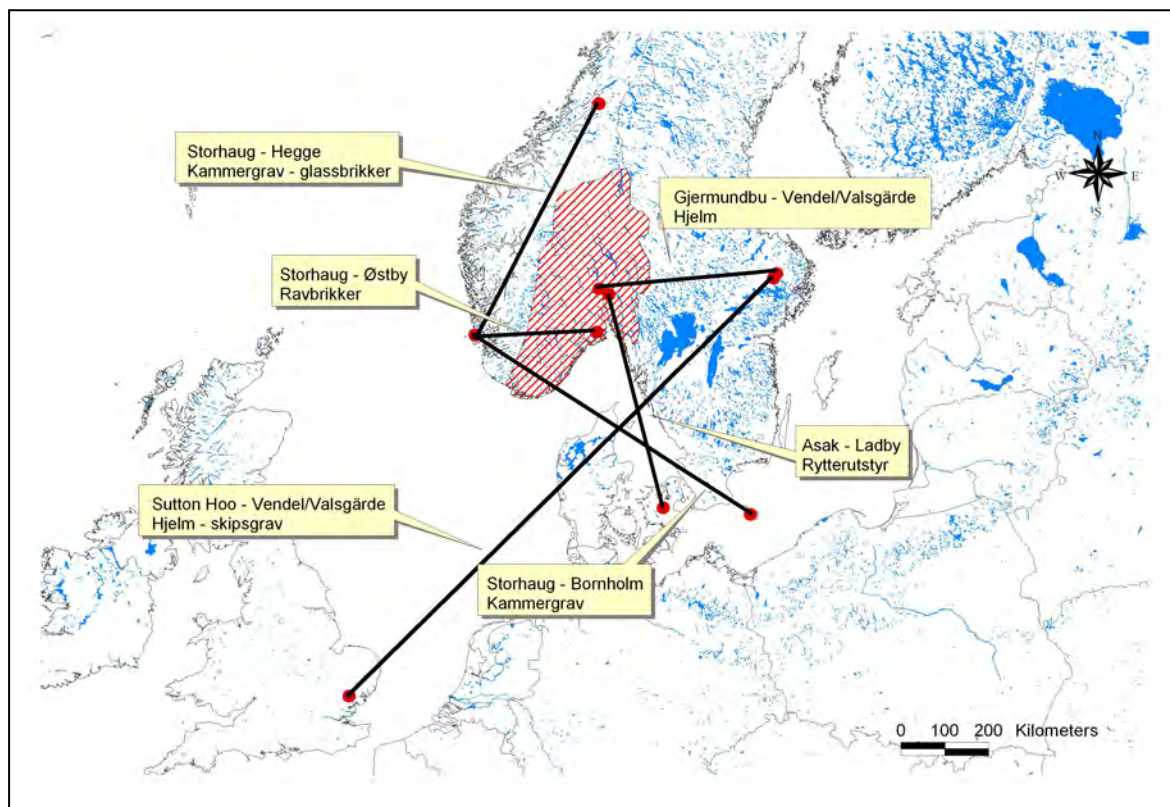 N
W E
S
Storhaug - Hegge
Kammergrav - glassbrikker
Gjermundbu - Vendel/Valsgärde
Hjelm
Storhaug - Østby
Ravbrikker
Asak - Ladby
Rytterutstyr
Sutton Hoo - Vendel/Valsgärde
Hjelm - skipsgrav
Storhaug - Bornholm
Kammergrav
0 100 200 Kilometers